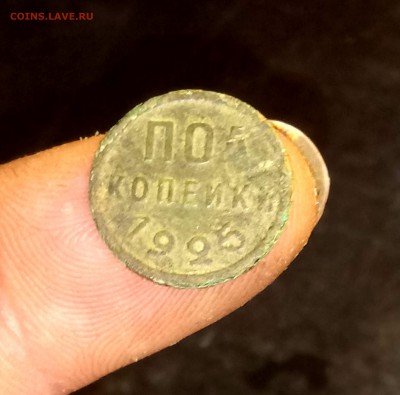 COINS.LAVE.RU
ПОЛ
КОПЕЙКИ
1925